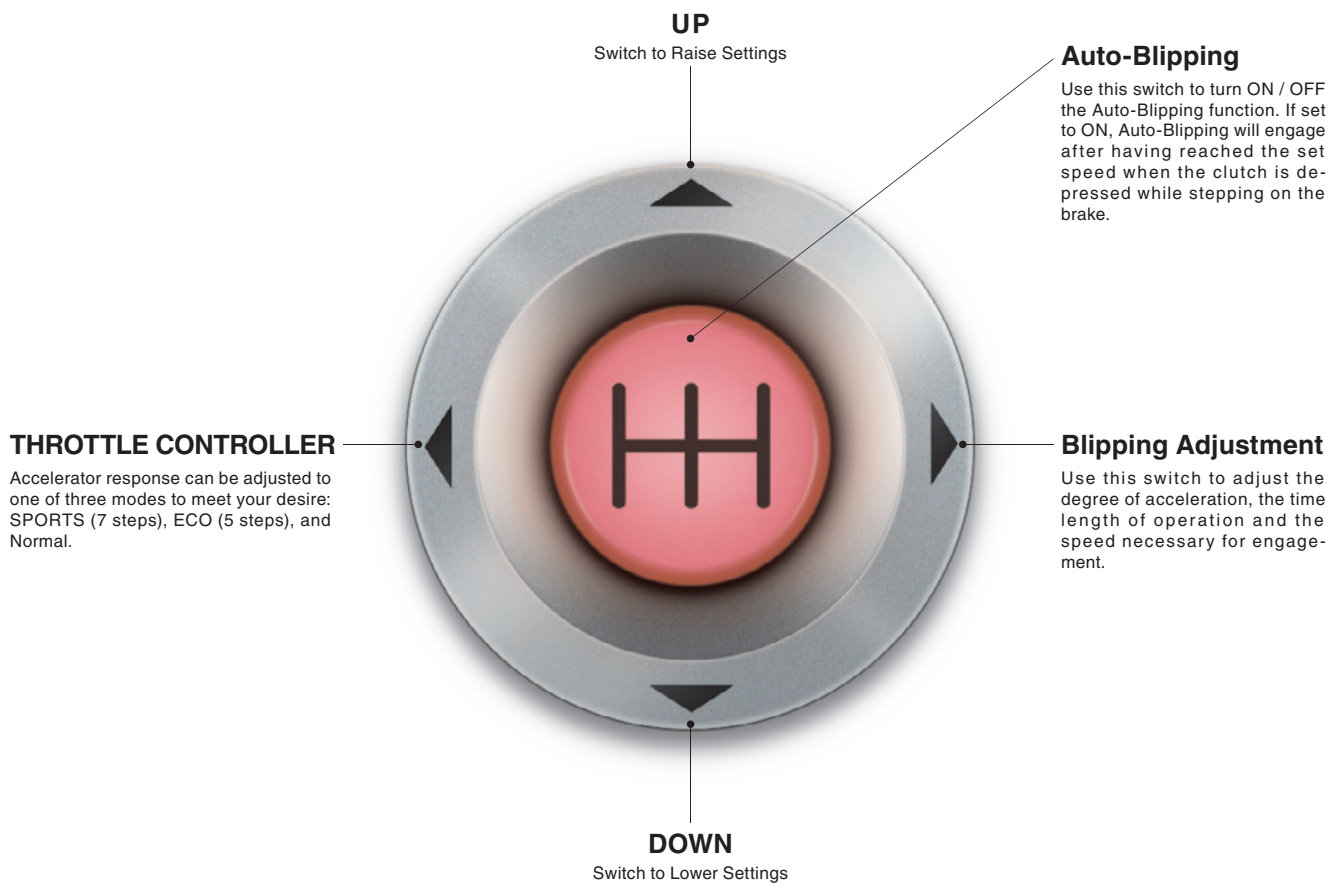 UP
Switch to Raise Settings
Auto-Blipping
Use this switch to turn ON / OFF
the Auto-Blipping function. If set
to ON, Auto-Blipping will engage
after having reached the set
speed when the clutch is de-
pressed while stepping on the
brake.
THROTTLE CONTROLLER
Accelerator response can be adjusted to
one of three modes to meet your desire:
SPORTS (7 steps), ECO (5 steps), and
Normal.
Blipping Adjustment
Use this switch to adjust the
degree of acceleration, the time
length of operation and the
speed necessary for engage-
ment.
DOWN
Switch to Lower Settings